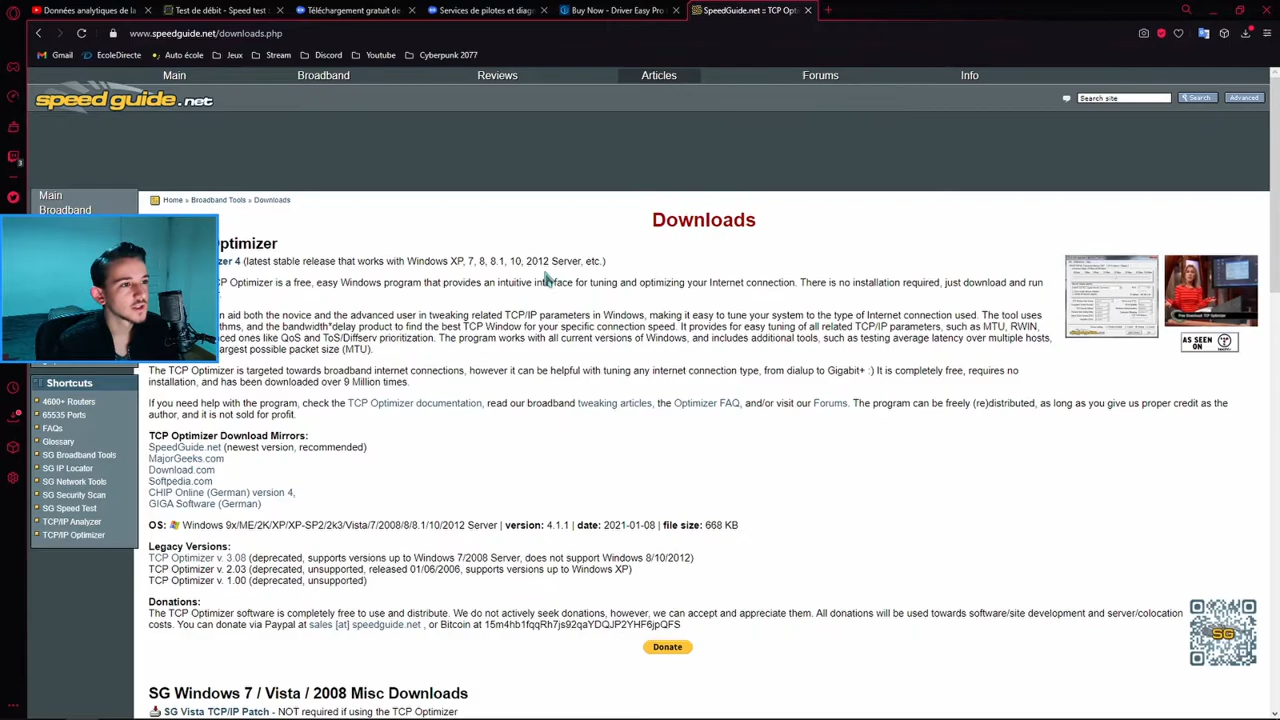 Données analytiques de la
Test de débit - Speed test
Téléchargement gratuit de
Services de pilotes et diag
Buy Now - Driver Easy Pro
SpeedGuide.net :: TCP Opti
www.speedguide.net/downloads.php
Gmail
EcoleDirecte
Auto école
Jeux
Stream
Discord
Youtube
Cyberpunk 2077
Main
Broadband
Reviews
Articles
Forums
Info
speedguide.net
Search site
Search
Advanced
Main
Broadband
Home » Broadband Tools » Downloads
Downloads
Optimizer
zer 4 (latest stable release that works with Windows XP, 7, 8, 8.1, 10, 2012 Server, etc.)
CP Optimizer is a free, easy Windows program that provides an intuitive interface for tuning and optimizing your Internet connection. There is no installation required, just download and run
n aid both the novice and the advanced user in tweaking related TCP/IP parameters in Windows, making it easy to tune your system to the type of Internet connection used. The tool uses
thms, and the bandwidth*delay product to find the best TCP Window for your specific connection speed. It provides for easy tuning of all related TCP/IP parameters, such as MTU, RWIN,
ced ones like QoS and ToS/Diffserv prioritization. The program works with all current versions of Windows, and includes additional tools, such as testing average latency over multiple hosts,
argest possible packet size (MTU).
The TCP Optimizer is targeted towards broadband internet connections, however it can be helpful with tuning any internet connection type, from dialup to Gigabit+ :) It is completely free, requires no
installation, and has been downloaded over 9 Million times.
If you need help with the program, check the TCP Optimizer documentation, read our broadband tweaking articles, the Optimizer FAQ, and/or visit our Forums. The program can be freely (re)distributed, as long as you give us proper credit as the
author, and it is not sold for profit.
AS SEEN
ON
Shortcuts
4600+ Routers
65535 Ports
FAQs
Glossary
SG Broadband Tools
SG IP Locator
SG Network Tools
SG Security Scan
SG Speed Test
TCP/IP Analyzer
TCP/IP Optimizer
TCP Optimizer Download Mirrors:
SpeedGuide.net (newest version, recommended)
MajorGeeks.com
Download.com
Softpedia.com
CHIP Online (German) version 4,
GIGA Software (German)
OS: Windows 9x/ME/2K/XP/XP-SP2/2k3/Vista/7/2008/8/8.1/10/2012 Server | version: 4.1.1 | date: 2021-01-08 | file size: 668 KB
Legacy Versions:
TCP Optimizer v. 3.08 (deprecated, supports versions up to Windows 7/2008 Server, does not support Windows 8/10/2012)
TCP Optimizer v. 2.03 (deprecated, unsupported, released 01/06/2006, supports versions up to Windows XP)
TCP Optimizer v. 1.00 (deprecated, unsupported)
Donations:
The TCP Optimizer software is completely free to use and distribute. We do not actively seek donations, however, we can accept and appreciate them. All donations will be used towards software/site development and server/colocation
costs. You can donate via Paypal at sales [at] speedguide.net , or Bitcoin at 15m4hb1fqqRh7js92qaYDQJP2YHF6jpQFS
Donate
SG
SG Windows 7 / Vista / 2008 Misc Downloads
SG Vista TCP/IP Patch - NOT required if using the TCP Optimizer